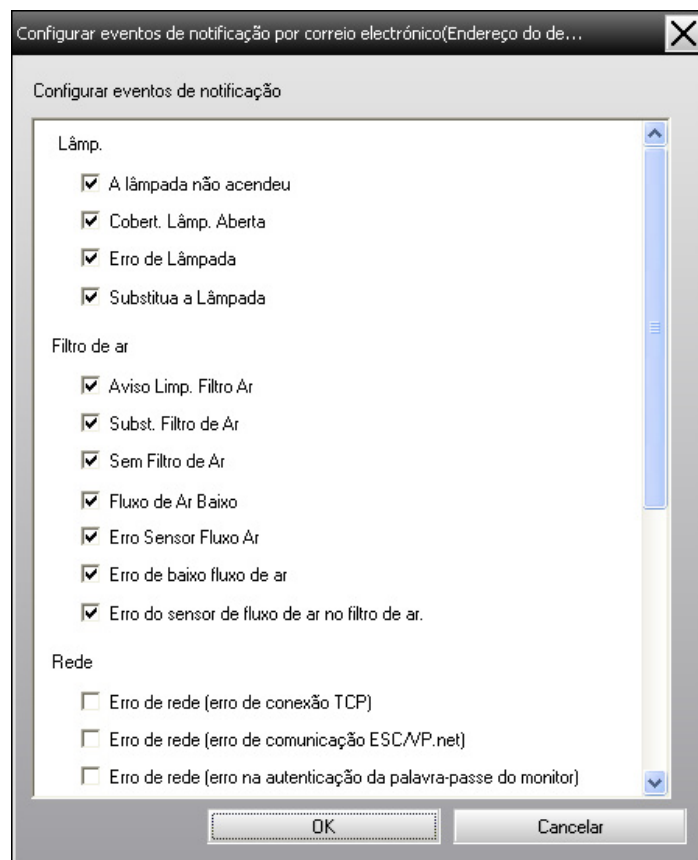 Configurar eventos de notificação por correio electrónico(Endereço do de...
Configurar eventos de notificação
Lâmp.
A lâmpada não acendeu
Cobert. Lâmp. Aberta
Erro de Lâmpada
Substitua a Lâmpada
Filtro de ar
Aviso Limp. Filtro Ar
Subst. Filtro de Ar
Sem Filtro de Ar
Fluxo de Ar Baixo
Erro Sensor Fluxo Ar
Erro de baixo fluxo de ar
Erro do sensor de fluxo de ar no filtro de ar.
Rede
Erro de rede (erro de conexão TCP)
Erro de rede (erro de comunicação ESC/VP.net)
Erro de rede (erro na autenticação da palavra-passe do monitor)
OK
Cancelar